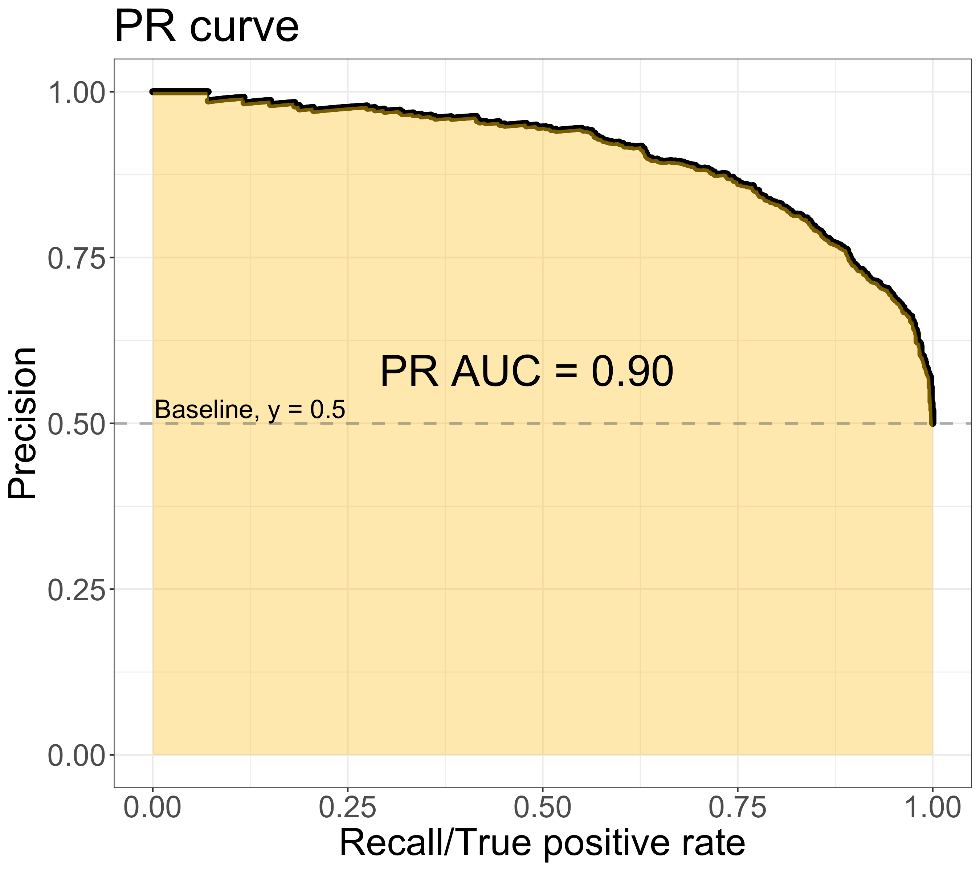 PR curve
1.00
0.75
0.50
0.25
0.00
Precision
PR AUC = 0.90
Baseline, y = 0.5
0.00 0.25 0.50 0.75 1.00
Recall/True positive rate